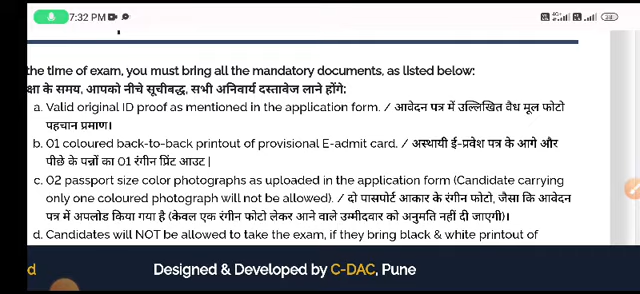 7:32 PM
the time of exam, you must bring all the mandatory documents, as listed below:
क्षा के समय, आपको नीचे सूचीबद्ध, सभी अनिवार्य दस्तावेज लाने होंगे:
a. Valid original ID proof as mentioned in the application form. / आवेदन पत्र में उल्लिखित वैध मूल फोटो
पहचान प्रमाण।
b. 01 coloured back-to-back printout of provisional E-admit card. / अस्थायी ई-प्रवेश पत्र के आगे और
पीछे के पन्नों का 01 रंगीन प्रिंट आउट |
c. 02 passport size color photographs as uploaded in the application form (Candidate carrying
only one coloured photograph will not be allowed). / दो पासपोर्ट आकार के रंगीन फोटो, जैसा कि आवेदन
पत्र में अपलोड किया गया है (केवल एक रंगीन फोटो लेकर आने वाले उम्मीदवार को अनुमति नहीं दी जाएगी)।
d. Candidates will NOT be allowed to take the exam, if they bring black & white printout of
d Designed & Developed by C-DAC, Pune